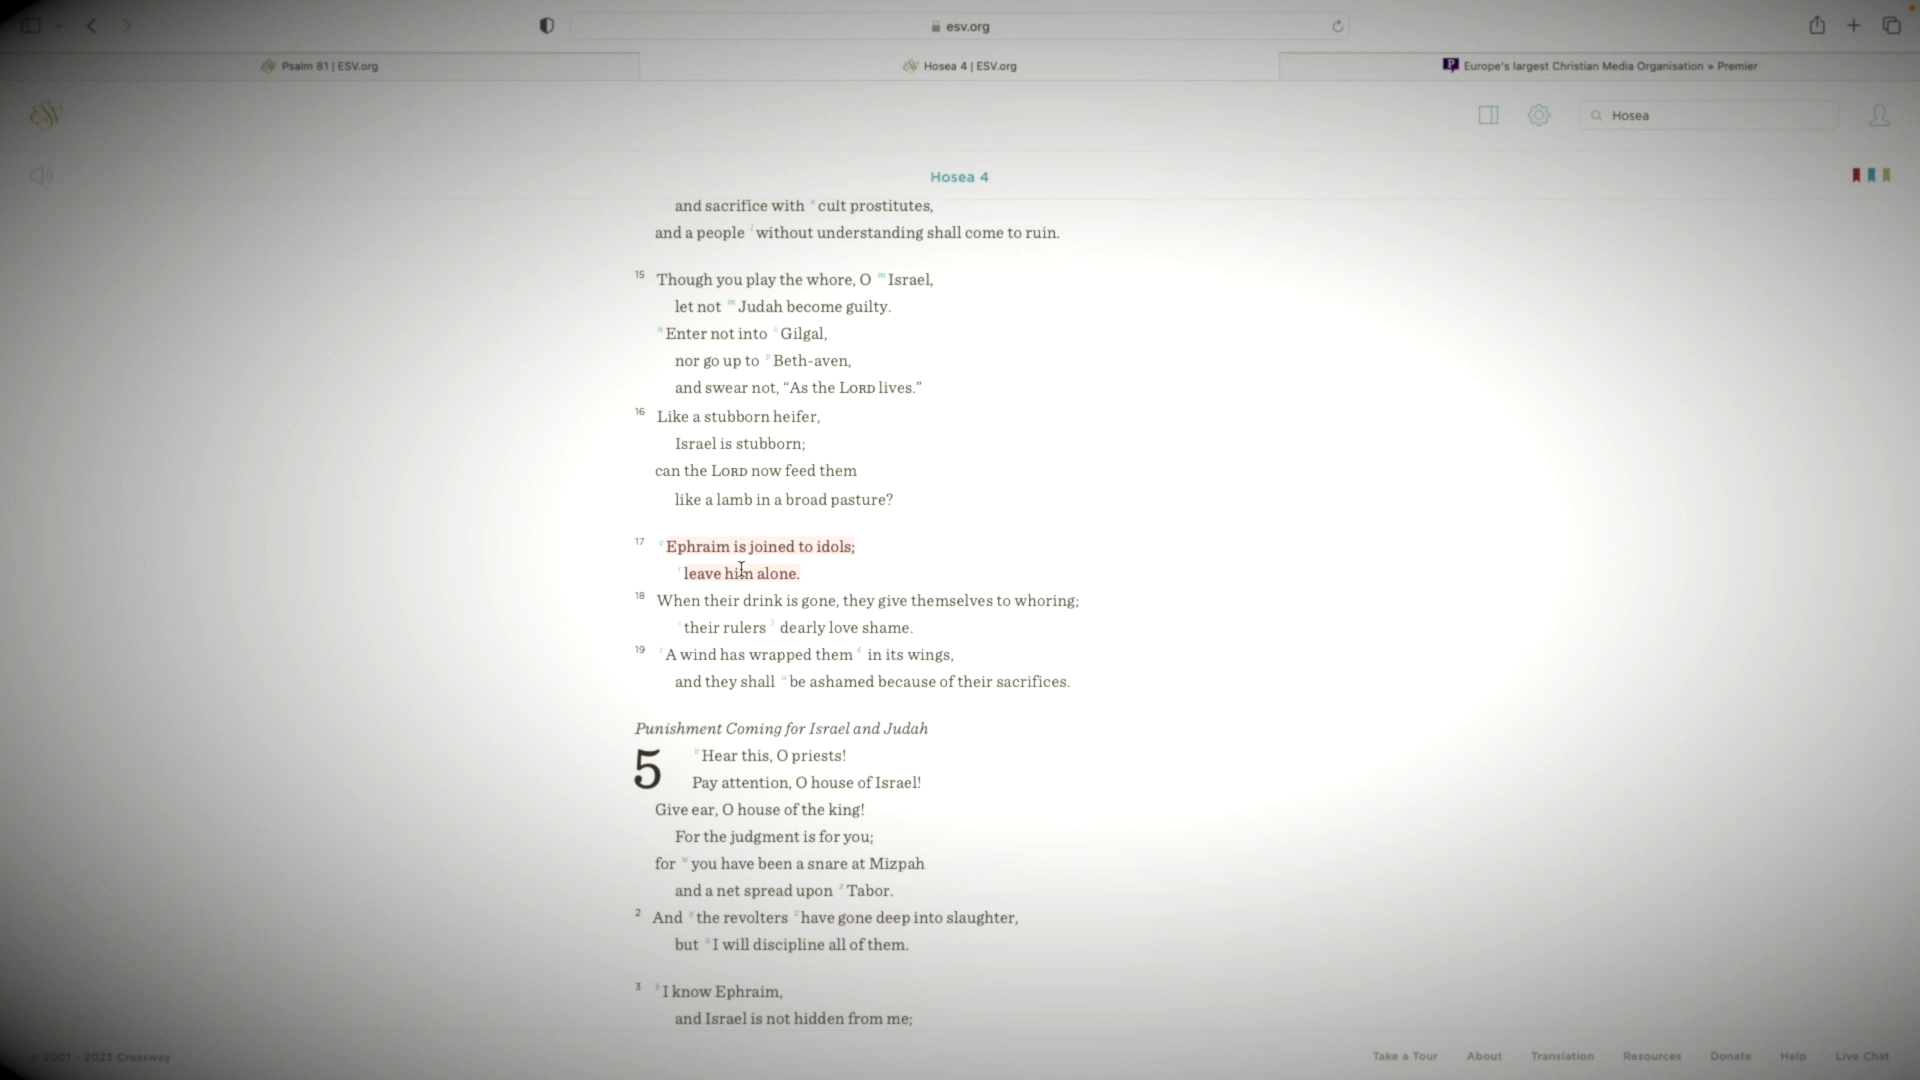 esv.org
Psalm 81 | ESV.org
Hosea 4 | ESV.org
Europe's largest Christian Media Organisation » Premier
ESV
Hosea
Hosea 4
and sacrifice with cult prostitutes,
and a people without understanding shall come to ruin.
15 Though you play the whore, O m Israel,
let not m Judah become guilty.
n Enter not into o Gilgal,
nor go up to p Beth-aven,
and swear not, “As the LORD lives.”
16 Like a stubborn heifer,
Israel is stubborn;
can the LORD now feed them
like a lamb in a broad pasture?
17 q Ephraim is joined to idols;
r leave him alone.
18 When their drink is gone, they give themselves to whoring;
their rulers dearly love shame.
19 t A wind has wrapped them 4 in its wings,
and they shall u be ashamed because of their sacrifices.
Punishment Coming for Israel and Judah
5 Hear this, O priests!
Pay attention, O house of Israel!
Give ear, O house of the king!
For the judgment is for you;
for w you have been a snare at Mizpah
and a net spread upon x Tabor.
2 And y the revolters z have gone deep into slaughter,
but a I will discipline all of them.
3 b I know Ephraim,
and Israel is not hidden from me;
© 2001 – 2023 Crossway
Take a Tour About Translation Resources Donate Help Live Chat